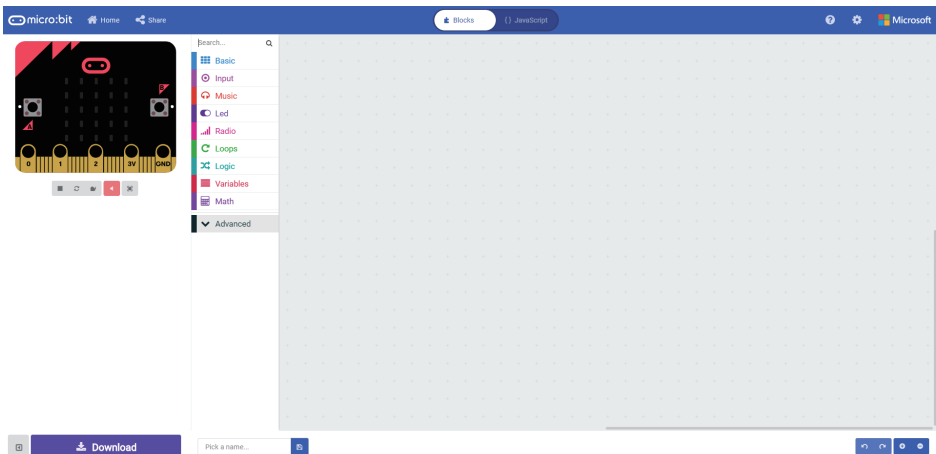 micro:bit Home Share Blocks {} JavaScript Microsoft
Search...
Basic
Input
Music
Led
Radio
Loops
Logic
Variables
Math
Advanced
A
B
0 1 2 3V GND
Download
Pick a name...